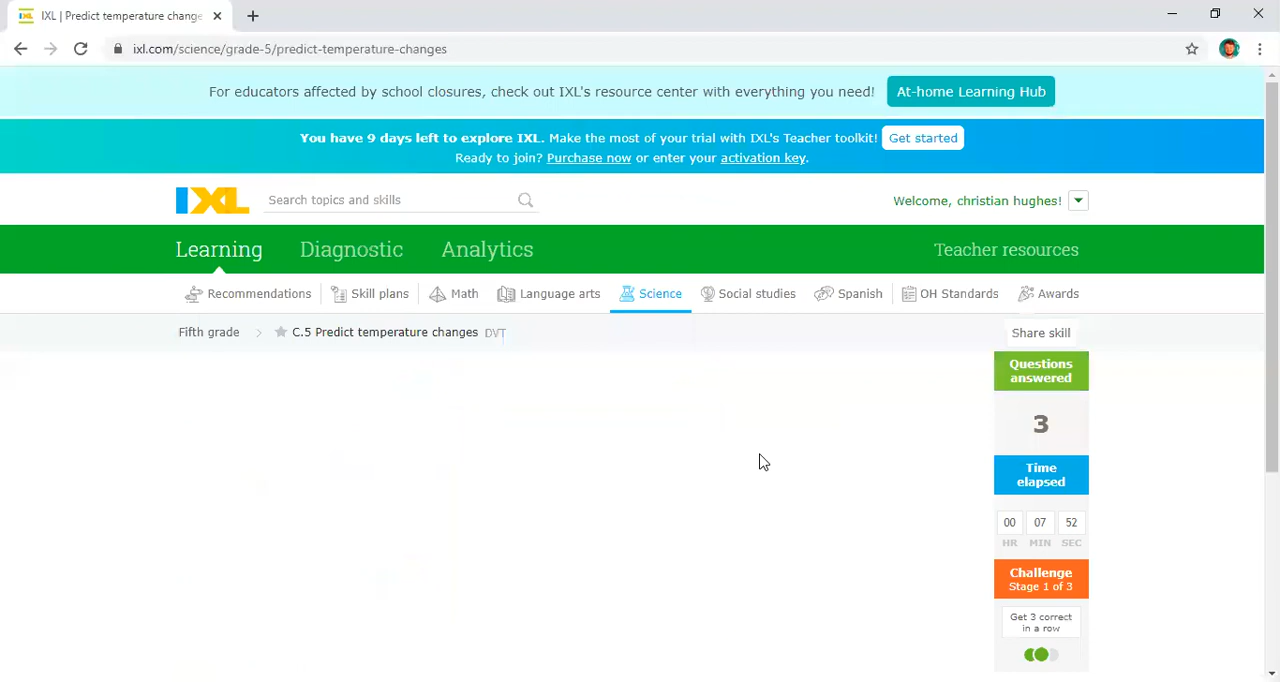 IXL | Predict temperature change
ixl.com/science/grade-5/predict-temperature-changes
For educators affected by school closures, check out IXL's resource center with everything you need! At-home Learning Hub
You have 9 days left to explore IXL. Make the most of your trial with IXL's Teacher toolkit! Get started
Ready to join? Purchase now or enter your activation key.
IXL Search topics and skills Welcome, christian hughes!
Learning Diagnostic Analytics Teacher resources
Recommendations Skill plans Math Language arts Science Social studies Spanish OH Standards Awards
Fifth grade > C.5 Predict temperature changes DVT Share skill
Questions
answered
3
Time
elapsed
00 07 52
HR MIN SEC
Challenge
Stage 1 of 3
Get 3 correct
in a row